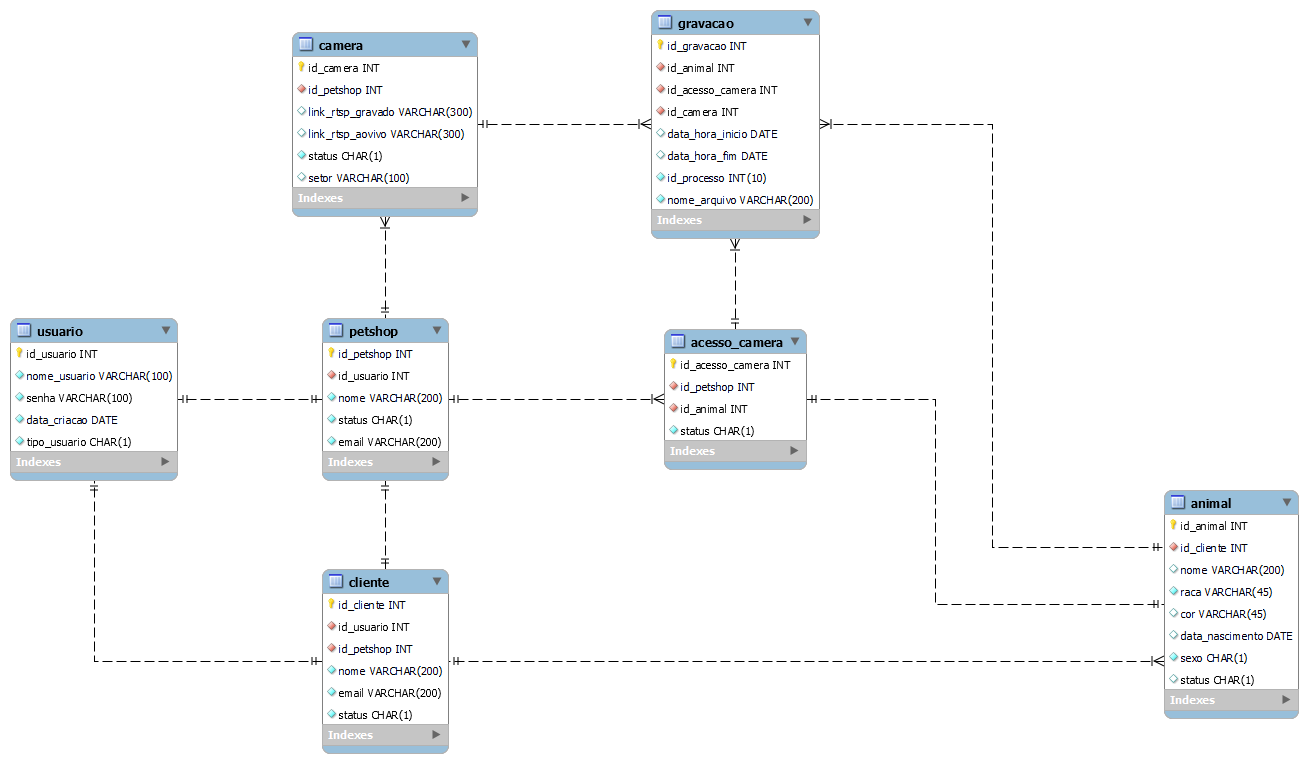 camera
id_camera INT
id_petshop INT
link_rtsp_gravado VARCHAR(300)
link_rtsp_aovivo VARCHAR(300)
status CHAR(1)
setor VARCHAR(100)
Indexes
gravacao
id_gravacao INT
id_animal INT
id_acesso_camera INT
id_camera INT
data_hora_inicio DATE
data_hora_fim DATE
id_processo INT(10)
nome_arquivo VARCHAR(200)
Indexes
usuario
id_usuario INT
nome_usuario VARCHAR(100)
senha VARCHAR(100)
data_criacao DATE
tipo_usuario CHAR(1)
Indexes
petshop
id_petshop INT
id_usuario INT
nome VARCHAR(200)
status CHAR(1)
email VARCHAR(200)
Indexes
acesso_camera
id_acesso_camera INT
id_petshop INT
id_animal INT
status CHAR(1)
Indexes
cliente
id_cliente INT
id_usuario INT
id_petshop INT
nome VARCHAR(200)
email VARCHAR(200)
status CHAR(1)
Indexes
animal
id_animal INT
id_cliente INT
nome VARCHAR(200)
raca VARCHAR(45)
cor VARCHAR(45)
data_nascimento DATE
sexo CHAR(1)
status CHAR(1)
Indexes